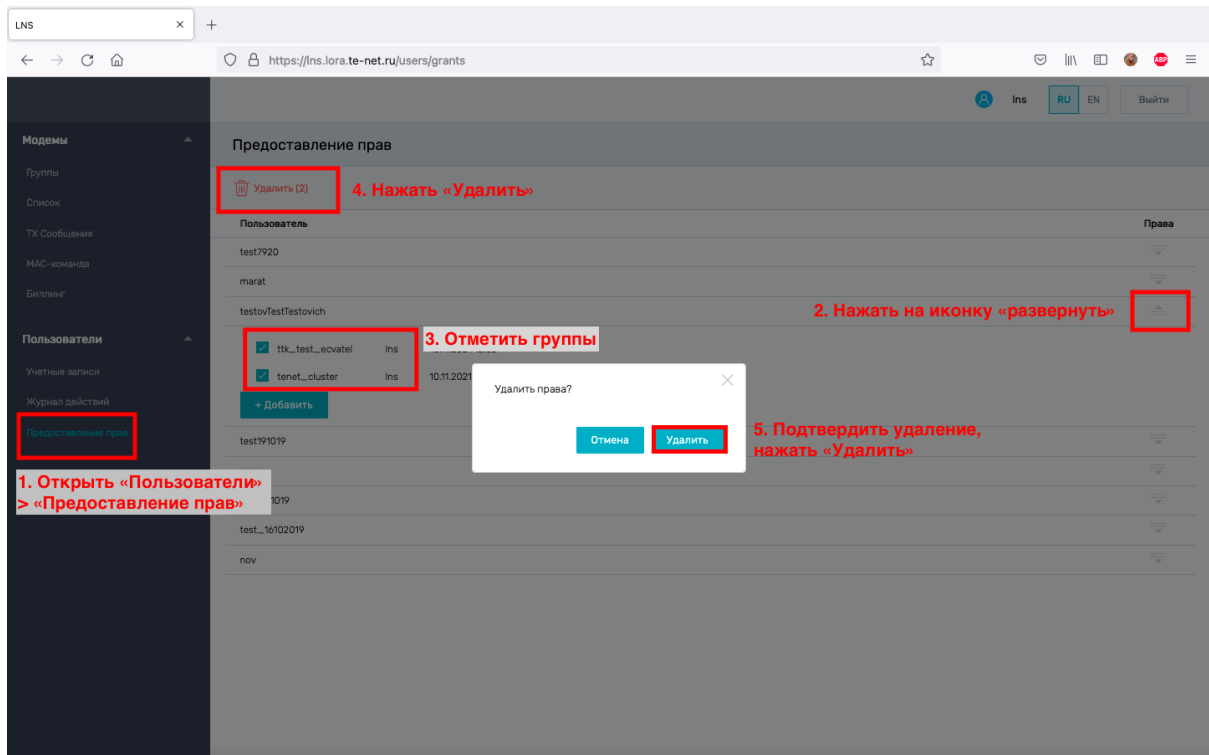 LNS
https://lns.lora.te-net.ru/users/grants
lns
RU
EN
Выйти
Модемы
Группы
Список
TX Сообщения
MAC-команда
Биллинг
Пользователи
Учетные записи
Журнал действий
Предоставление прав
1. Открыть «Пользователи»
> «Предоставление прав»
Предоставление прав
Удалить (2)
4. Нажать «Удалить»
Пользователь
Права
test7920
marat
testovTestTestovich
2. Нажать на иконку «развернуть»
3. Отметить группы
ttk_test_ecvatel
lns
tenet_cluster
lns
10.11.2021
+ Добавить
Удалить права?
Отмена
Удалить
5. Подтвердить удаление,
нажать «Удалить»
test191019
1019
test_16102019
nov
ABP